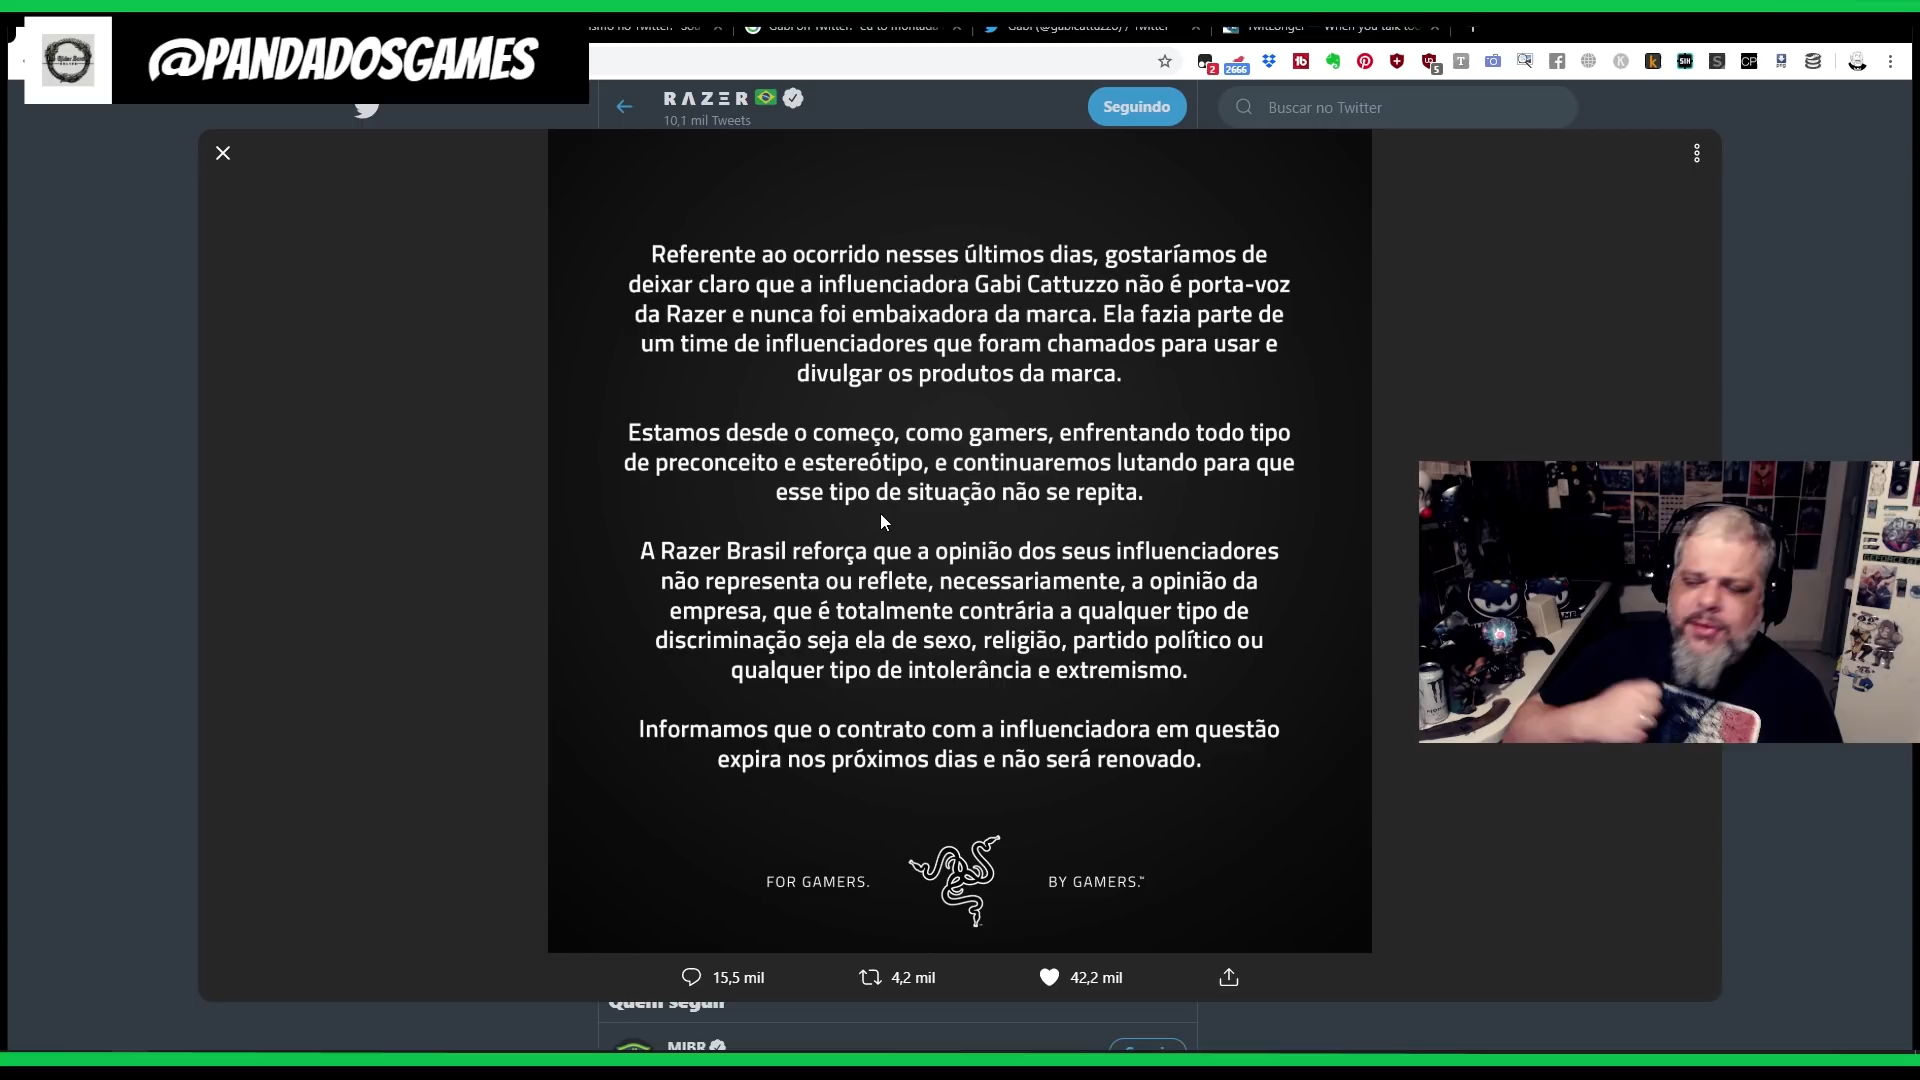 @PANDADOSGAMES
RAZER
10,1 mil Tweets
Seguindo
Buscar no Twitter
2
2666
5
Referente ao ocorrido nesses últimos dias, gostaríamos de
deixar claro que a influenciadora Gabi Cattuzzo não é porta-voz
da Razer e nunca foi embaixadora da marca. Ela fazia parte de
um time de influenciadores que foram chamados para usar e
divulgar os produtos da marca.
Estamos desde o começo, como gamers, enfrentando todo tipo
de preconceito e estereótipo, e continuaremos lutando para que
esse tipo de situação não se repita.
A Razer Brasil reforça que a opinião dos seus influenciadores
não representa ou reflete, necessariamente, a opinião da
empresa, que é totalmente contrária a qualquer tipo de
discriminação seja ela de sexo, religião, partido político ou
qualquer tipo de intolerância e extremismo.
Informamos que o contrato com a influenciadora em questão
expira nos próximos dias e não será renovado.
FOR GAMERS.
BY GAMERS.™
15,5 mil
4,2 mil
42,2 mil
Quem seguir
MIBR